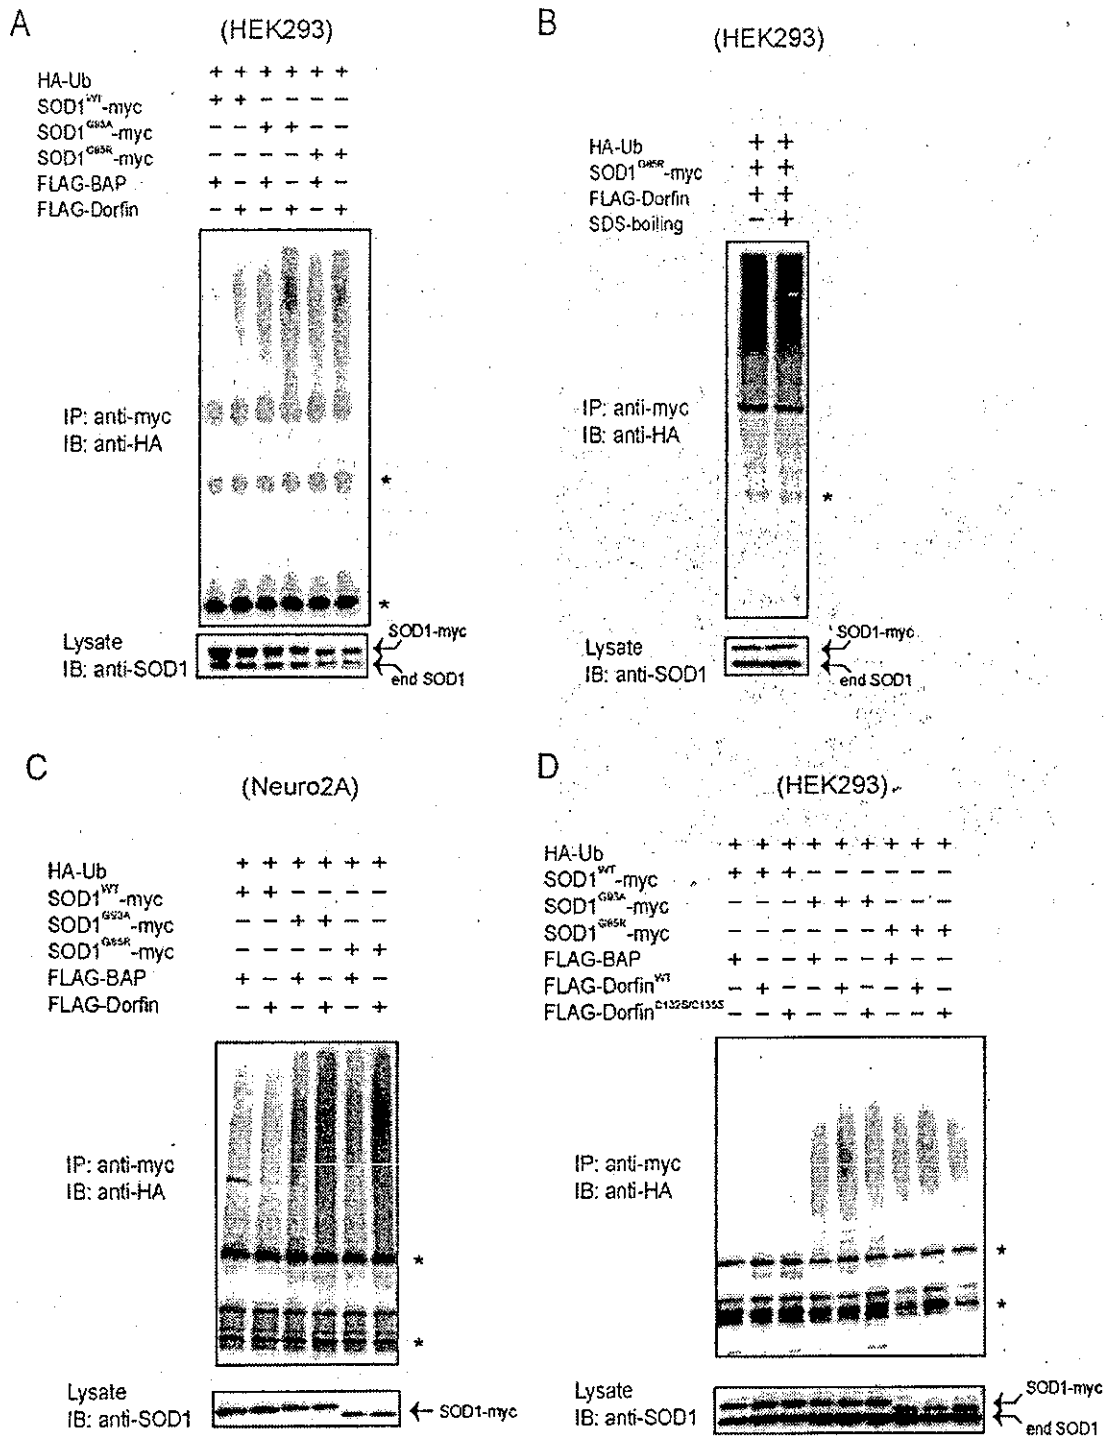 A
(HEK293)
HA-Ub + + + + + +
SOD1WT-myc + + − − − −
SOD1G93A-myc − − + + − −
SOD1G85R-myc − − − − + +
FLAG-BAP + − + − + −
FLAG-Dorfin − + − + − +
IP: anti-myc
IB: anti-HA
*
*
Lysate
IB: anti-SOD1
SOD1-myc
end SOD1
B
(HEK293)
HA-Ub + +
SOD1G85R-myc + +
FLAG-Dorfin + +
SDS-boiling − +
IP: anti-myc
IB: anti-HA
*
Lysate
IB: anti-SOD1
SOD1-myc
end SOD1
C
(Neuro2A)
HA-Ub + + + + + +
SOD1WT-myc + + − − − −
SOD1G93A-myc − − + + − −
SOD1G85R-myc − − − − + +
FLAG-BAP + − + − + −
FLAG-Dorfin − + − + − +
IP: anti-myc
IB: anti-HA
*
*
Lysate
IB: anti-SOD1
SOD1-myc
D
(HEK293)
HA-Ub + + + + + + + + +
SOD1WT-myc + + + − − − − − −
SOD1G93A-myc − − − + + + − − −
SOD1G85R-myc − − − − − − + + +
FLAG-BAP + − − + − − + − −
FLAG-DorfinWT − + − − + − − + −
FLAG-DorfinC132S/C135S − − + − − + − − +
IP: anti-myc
IB: anti-HA
*
*
Lysate
IB: anti-SOD1
SOD1-myc
end SOD1